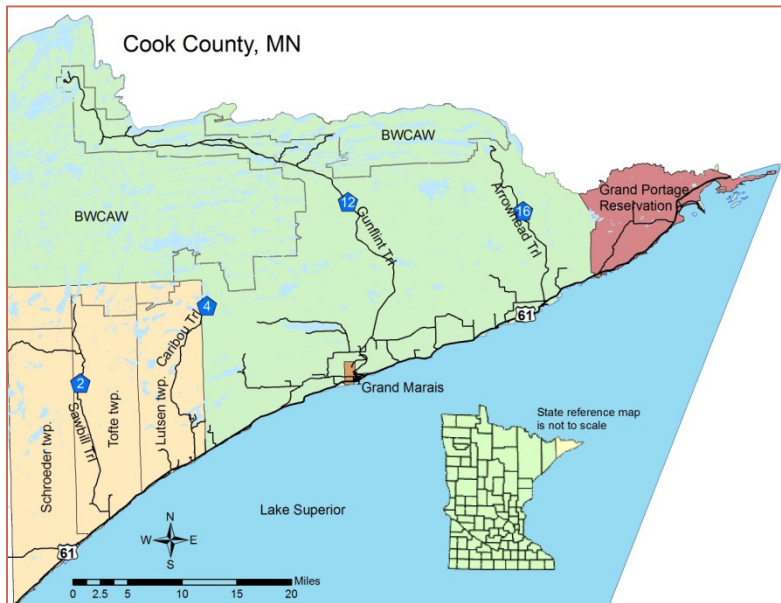 Cook County, MN
BWCAW
BWCAW
12
Gunflint Trl
16
Arrowhead Trl
Grand Portage
Reservation
61
4
Caribou Trl
2
Sawbill Trl
Schroeder twp.
Tofte twp.
Lutsen twp.
Grand Marais
State reference map
is not to scale
Lake Superior
61
N
W E
S
Miles
0 2.5 5 10 15 20